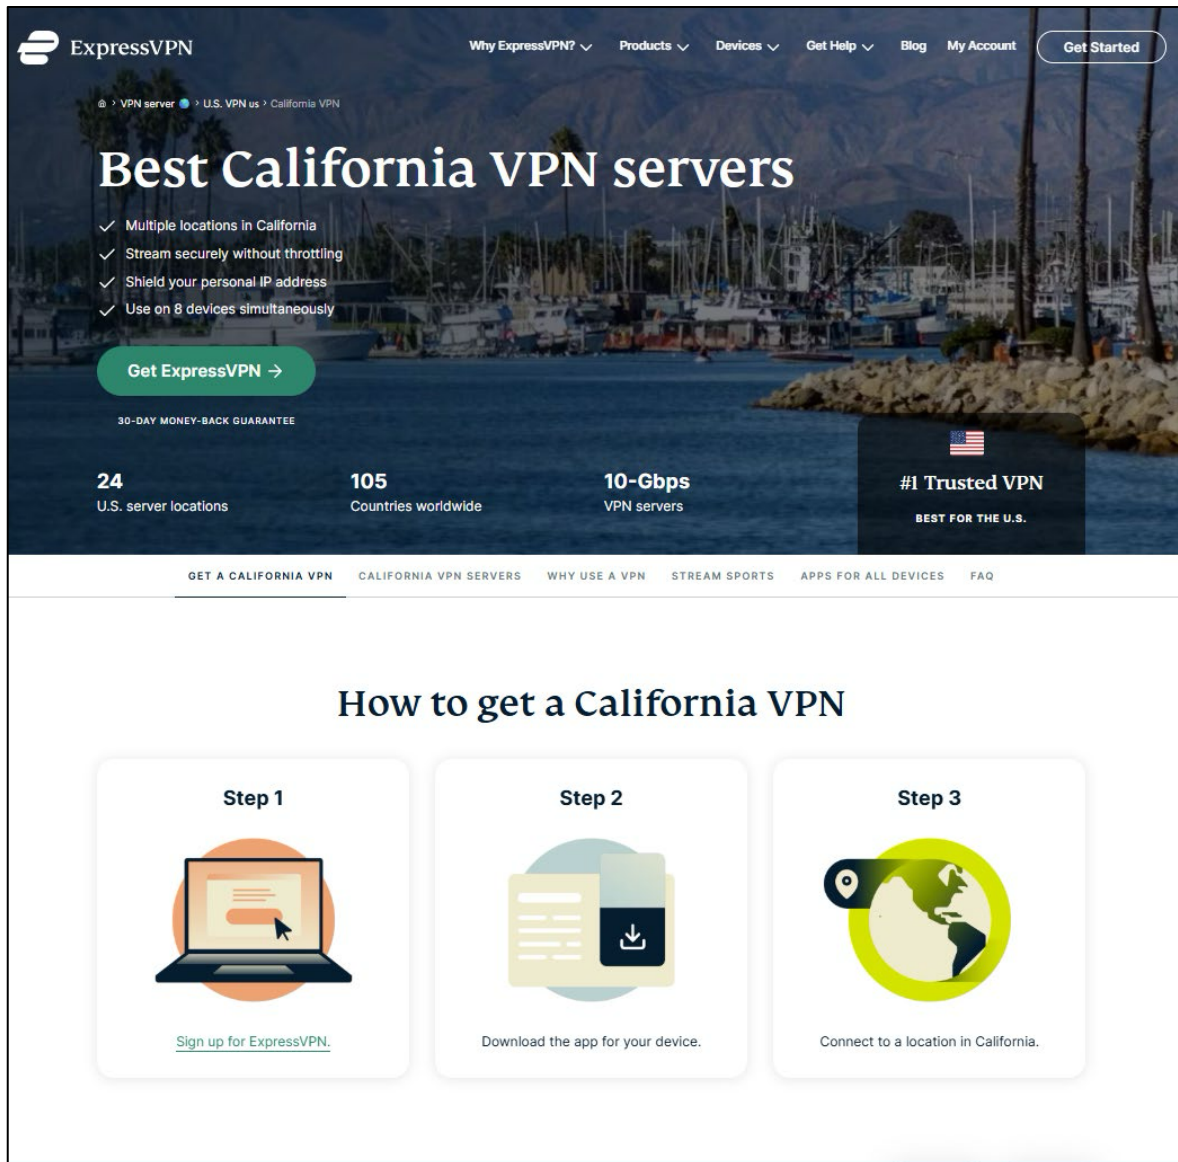 ExpressVPN
Why ExpressVPN? Products Devices Get Help Blog My Account Get Started
VPN server > U.S. VPN us > California VPN
Best California VPN servers
Multiple locations in California
Stream securely without throttling
Shield your personal IP address
Use on 8 devices simultaneously
Get ExpressVPN →
30-DAY MONEY-BACK GUARANTEE
24
U.S. server locations
105
Countries worldwide
10-Gbps
VPN servers
#1 Trusted VPN
BEST FOR THE U.S.
GET A CALIFORNIA VPN CALIFORNIA VPN SERVERS WHY USE A VPN STREAM SPORTS APPS FOR ALL DEVICES FAQ
How to get a California VPN
Step 1
Sign up for ExpressVPN.
Step 2
Download the app for your device.
Step 3
Connect to a location in California.